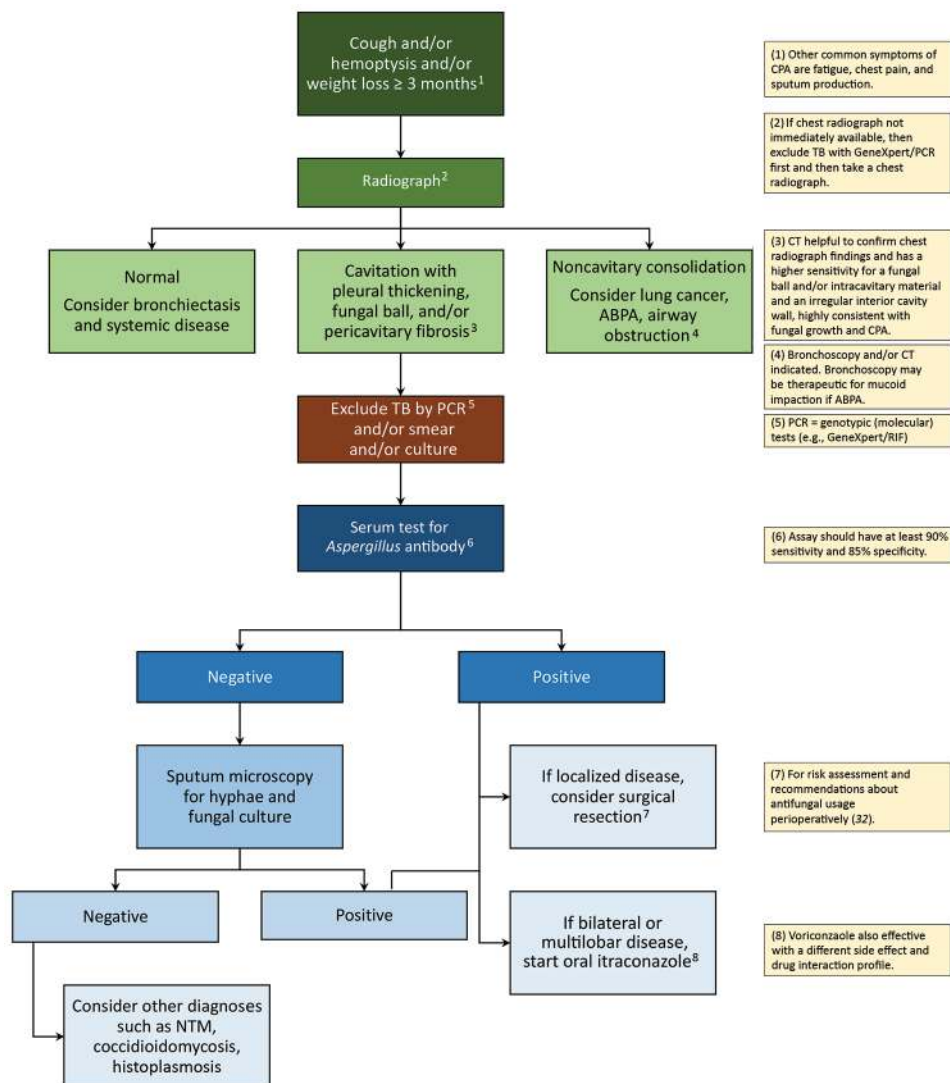 Cough and/or
hemoptysis and/or
weight loss ≥ 3 months1
Radiograph2
Normal
Consider bronchiectasis
and systemic disease
Cavitation with
pleural thickening,
fungal ball, and/or
pericavitary fibrosis3
Noncavitary consolidation
Consider lung cancer,
ABPA, airway
obstruction4
Exclude TB by PCR5
and/or smear
and/or culture
Serum test for
Aspergillus antibody6
Negative
Positive
Sputum microscopy
for hyphae and
fungal culture
If localized disease,
consider surgical
resection7
Negative
Positive
If bilateral or
multilobar disease,
start oral itraconazole8
Consider other diagnoses
such as NTM,
coccidioidomycosis,
histoplasmosis
(1) Other common symptoms of
CPA are fatigue, chest pain, and
sputum production.
(2) If chest radiograph not
immediately available, then
exclude TB with GeneXpert/PCR
first and then take a chest
radiograph.
(3) CT helpful to confirm chest
radiograph findings and has a
higher sensitivity for a fungal
ball and/or intracavitary material
and an irregular interior cavity
wall, highly consistent with
fungal growth and CPA.
(4) Bronchoscopy and/or CT
indicated. Bronchoscopy may
be therapeutic for mucoid
impaction if ABPA.
(5) PCR = genotypic (molecular)
tests (e.g., GeneXpert/RIF)
(6) Assay should have at least 90%
sensitivity and 85% specificity.
(7) For risk assessment and
recommendations about
antifungal usage
perioperatively (32).
(8) Voriconzaole also effective
with a different side effect and
drug interaction profile.